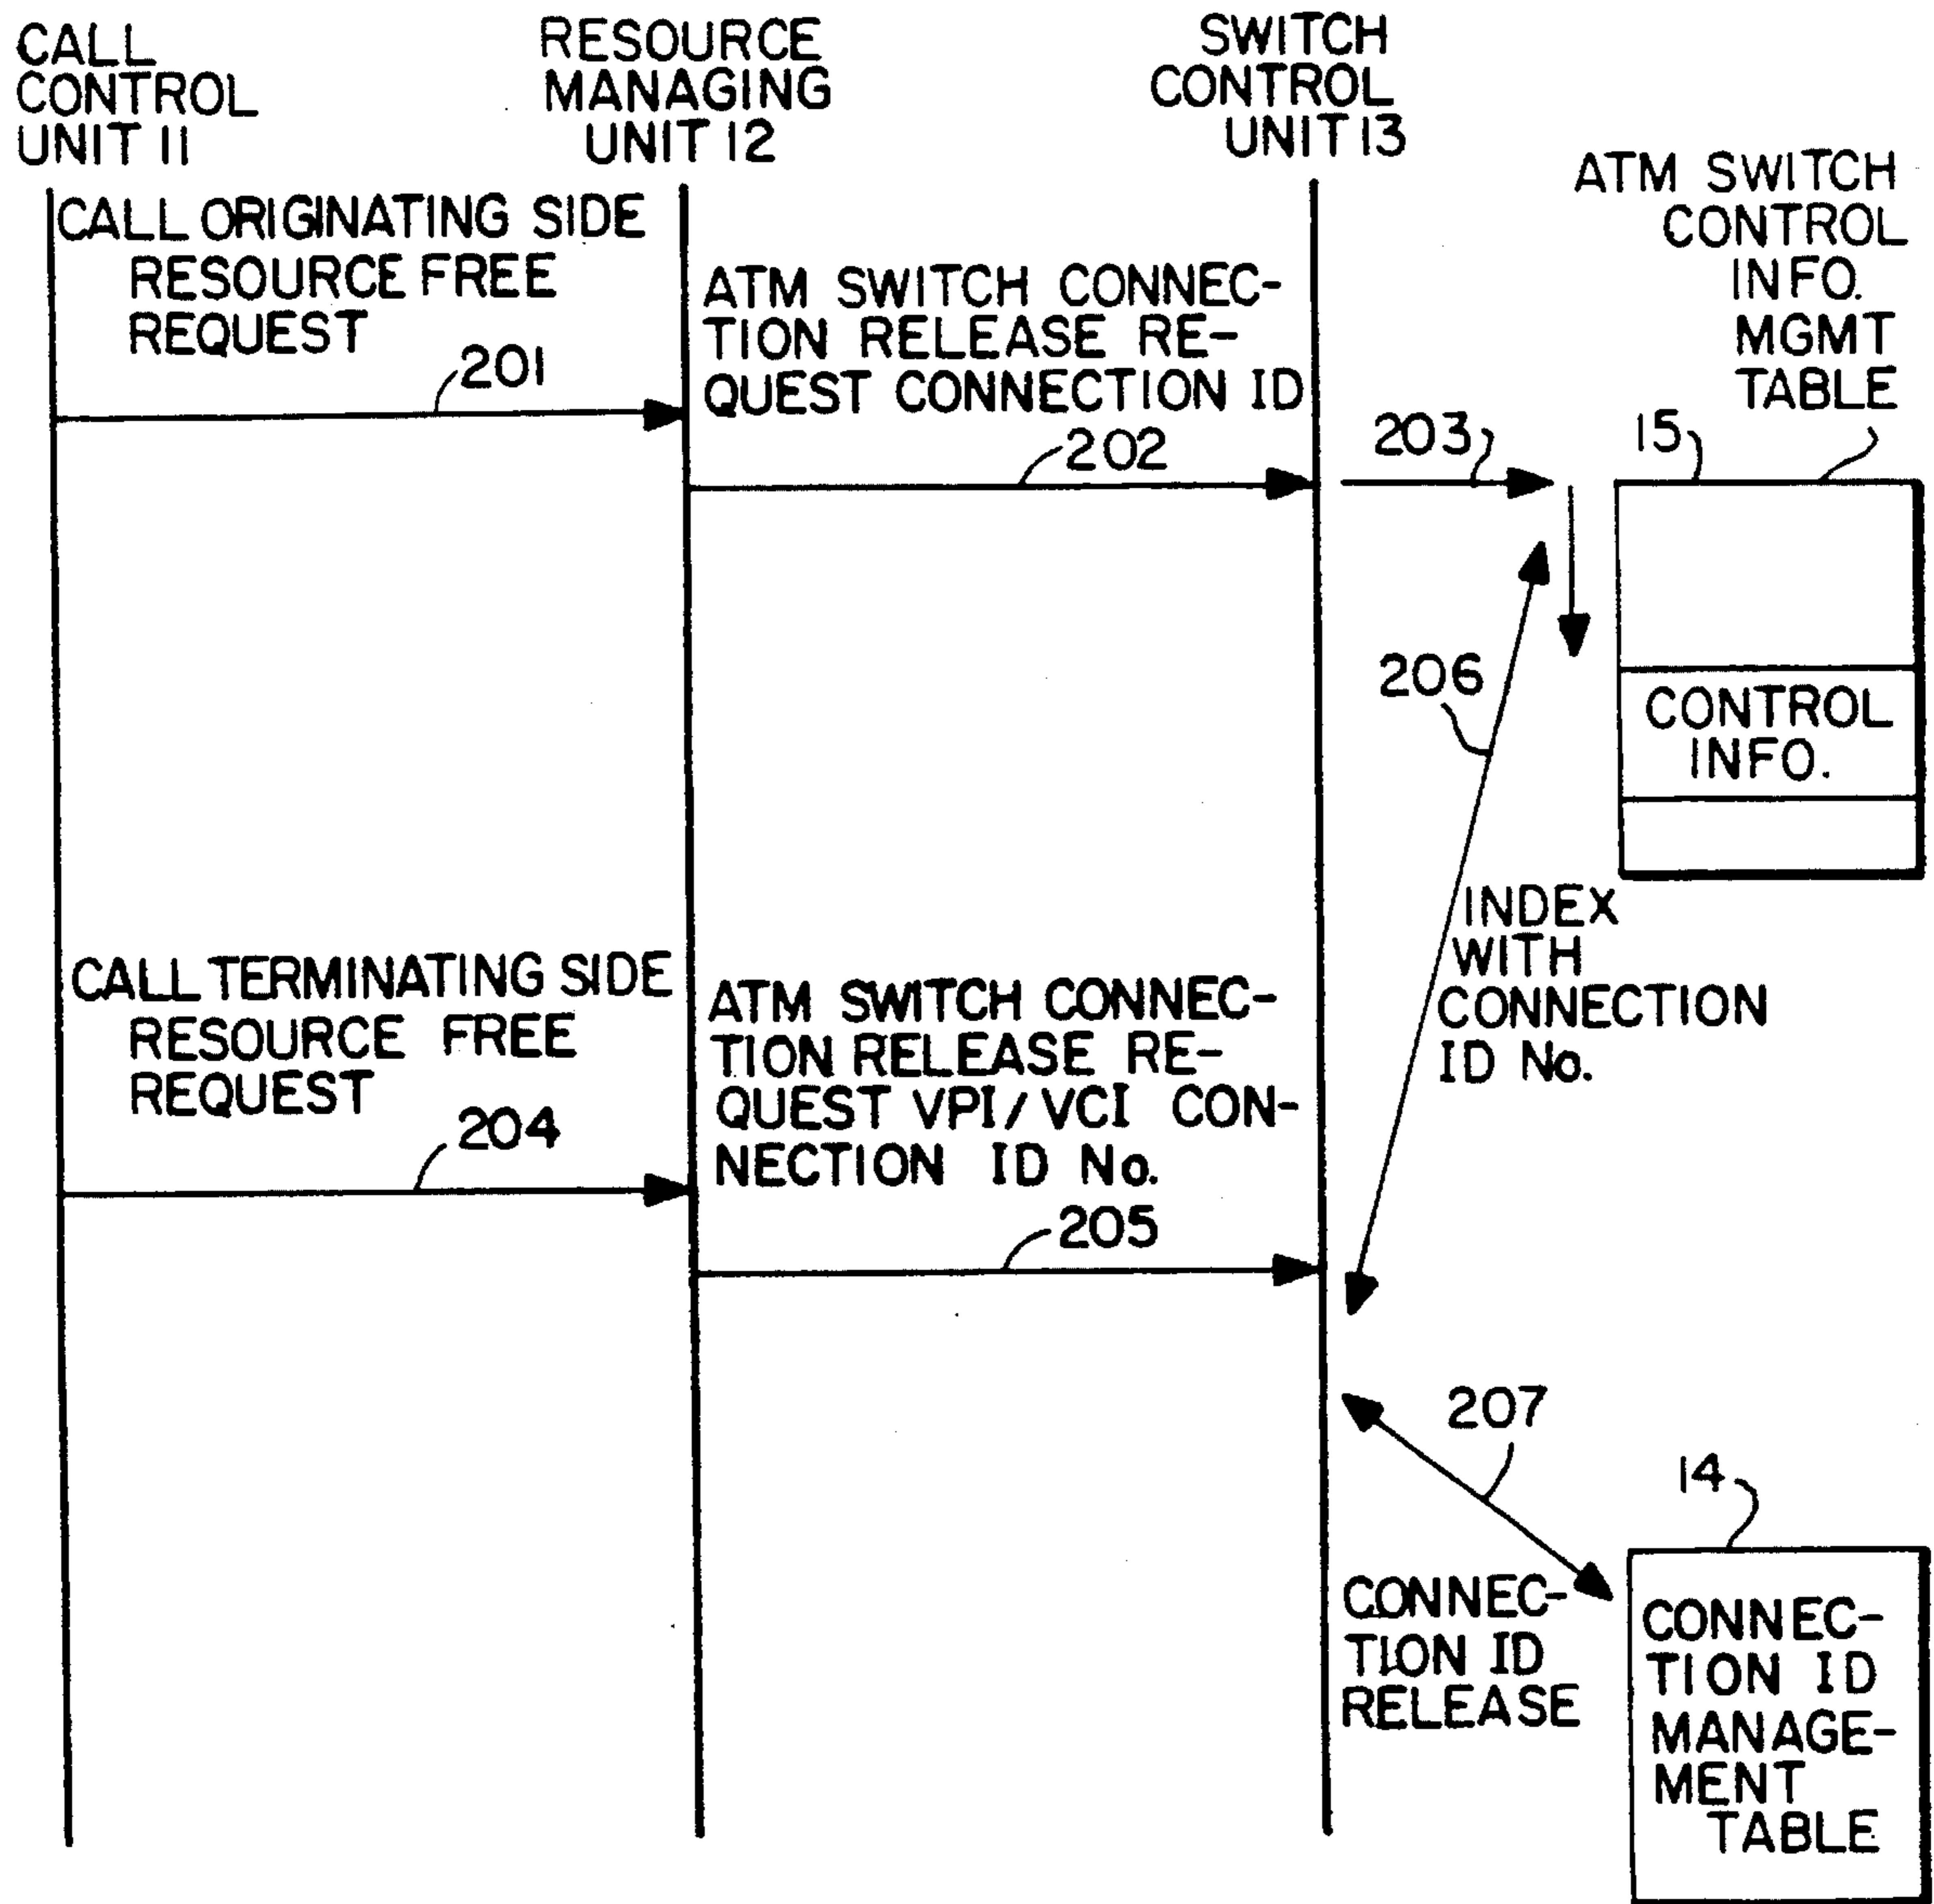 CALL
CONTROL
UNIT 11
RESOURCE
MANAGING
UNIT 12
SWITCH
CONTROL
UNIT 13
ATM SWITCH
CONTROL
INFO.
MGMT
TABLE
CALL ORIGINATING SIDE
RESOURCE FREE
REQUEST
201
ATM SWITCH CONNEC-
TION RELEASE RE-
QUEST CONNECTION ID
202
203
15
CONTROL
INFO.
206
INDEX
WITH
CONNECTION
ID No.
CALL TERMINATING SIDE
RESOURCE FREE
REQUEST
204
ATM SWITCH CONNEC-
TION RELEASE RE-
QUEST VPI/VCI CON-
NECTION ID No.
205
207
14
CONNEC-
TION ID
RELEASE
CONNEC-
TION ID
MANAGE-
MENT
TABLE